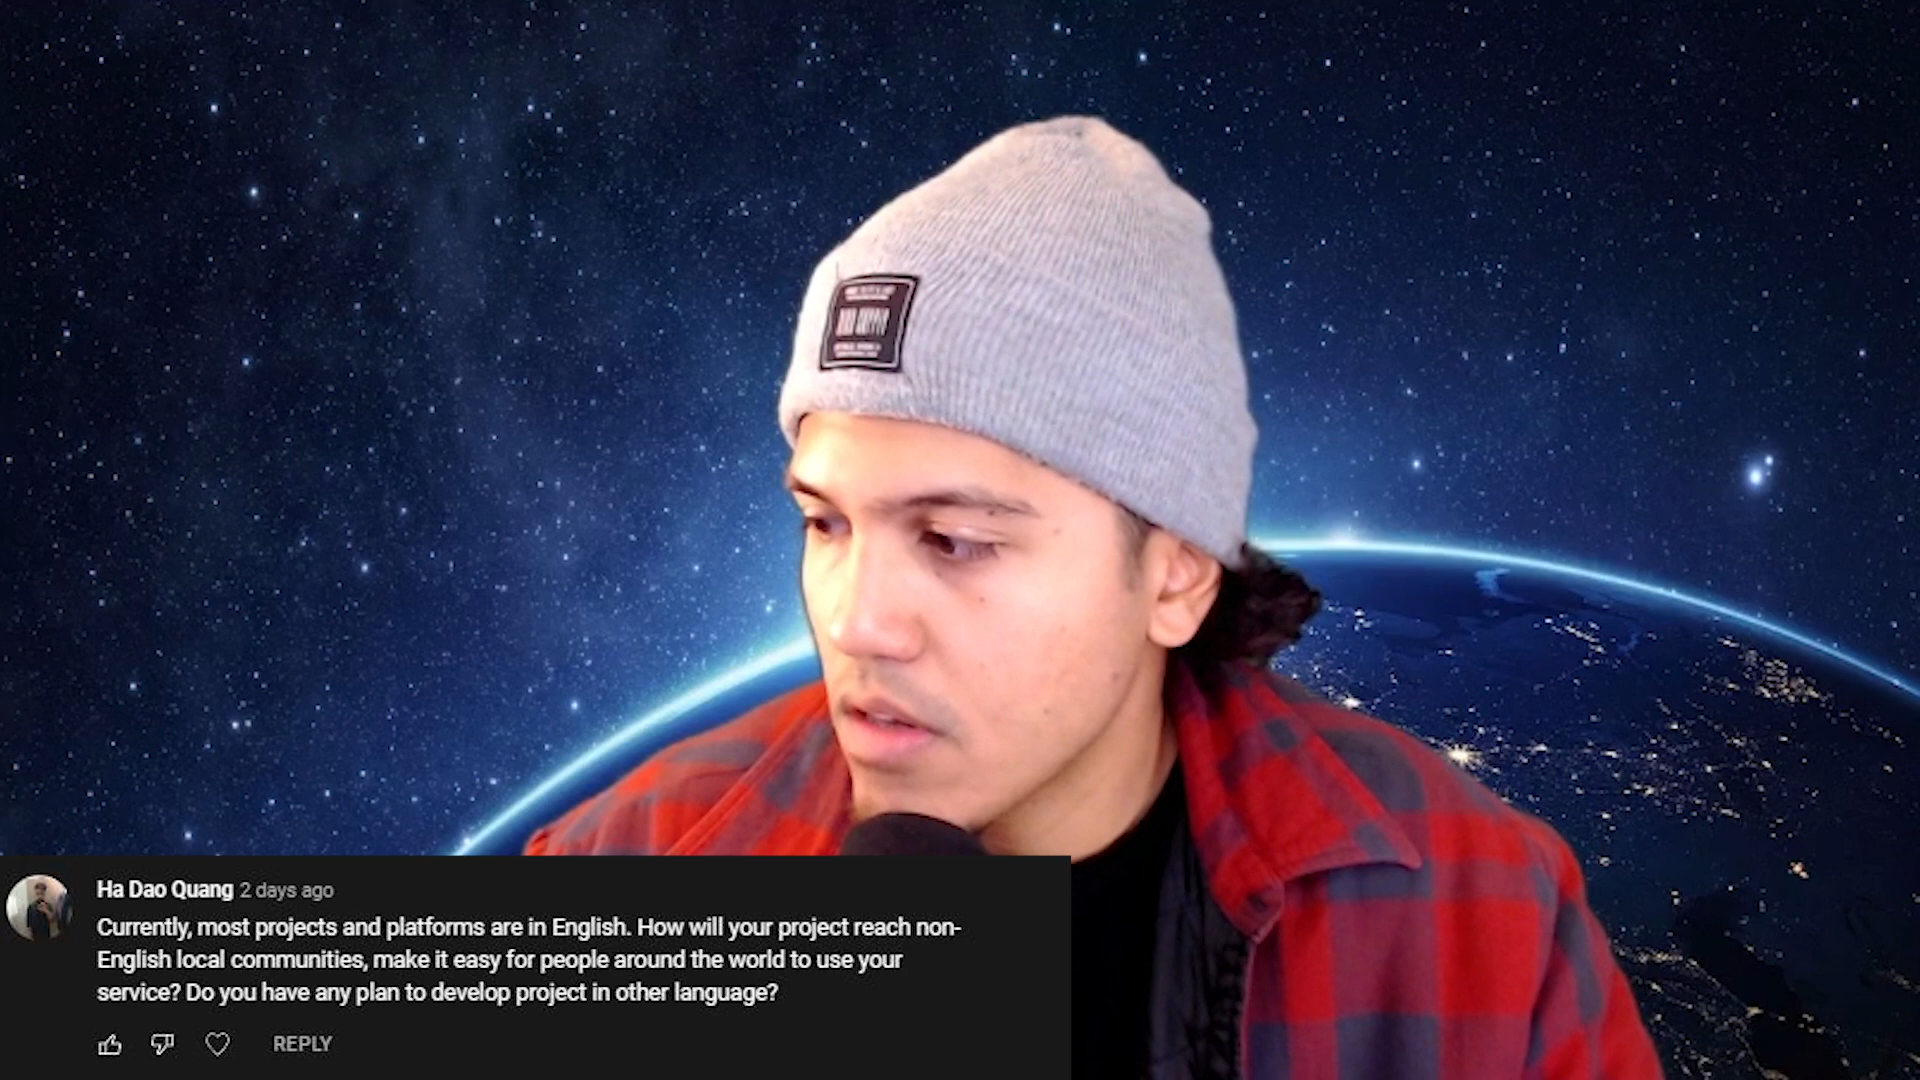 Ha Dao Quang 2 days ago
Currently, most projects and platforms are in English. How will your project reach non-
English local communities, make it easy for people around the world to use your
service? Do you have any plan to develop project in other language?
REPLY